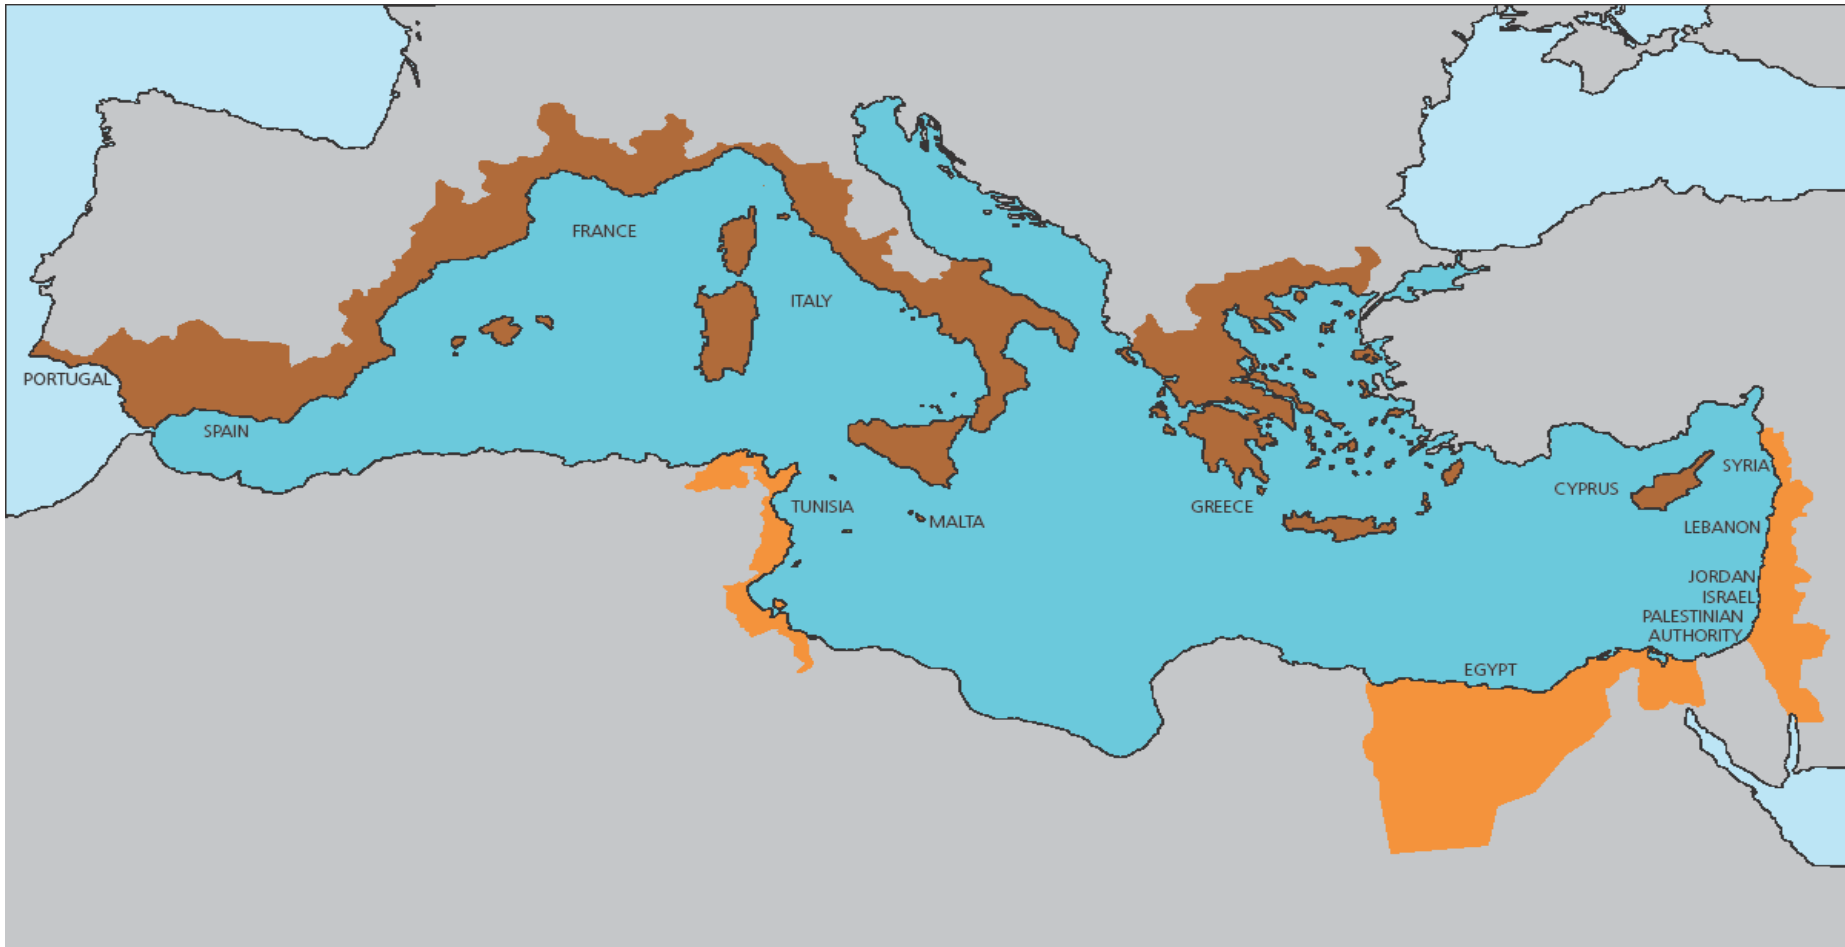 FRANCE
ITALY
PORTUGAL
SPAIN
SYRIA
CYPRUS
TUNISIA
GREECE
MALTA
LEBANON
JORDAN
ISRAEL
PALESTINIAN
AUTHORITY
EGYPT